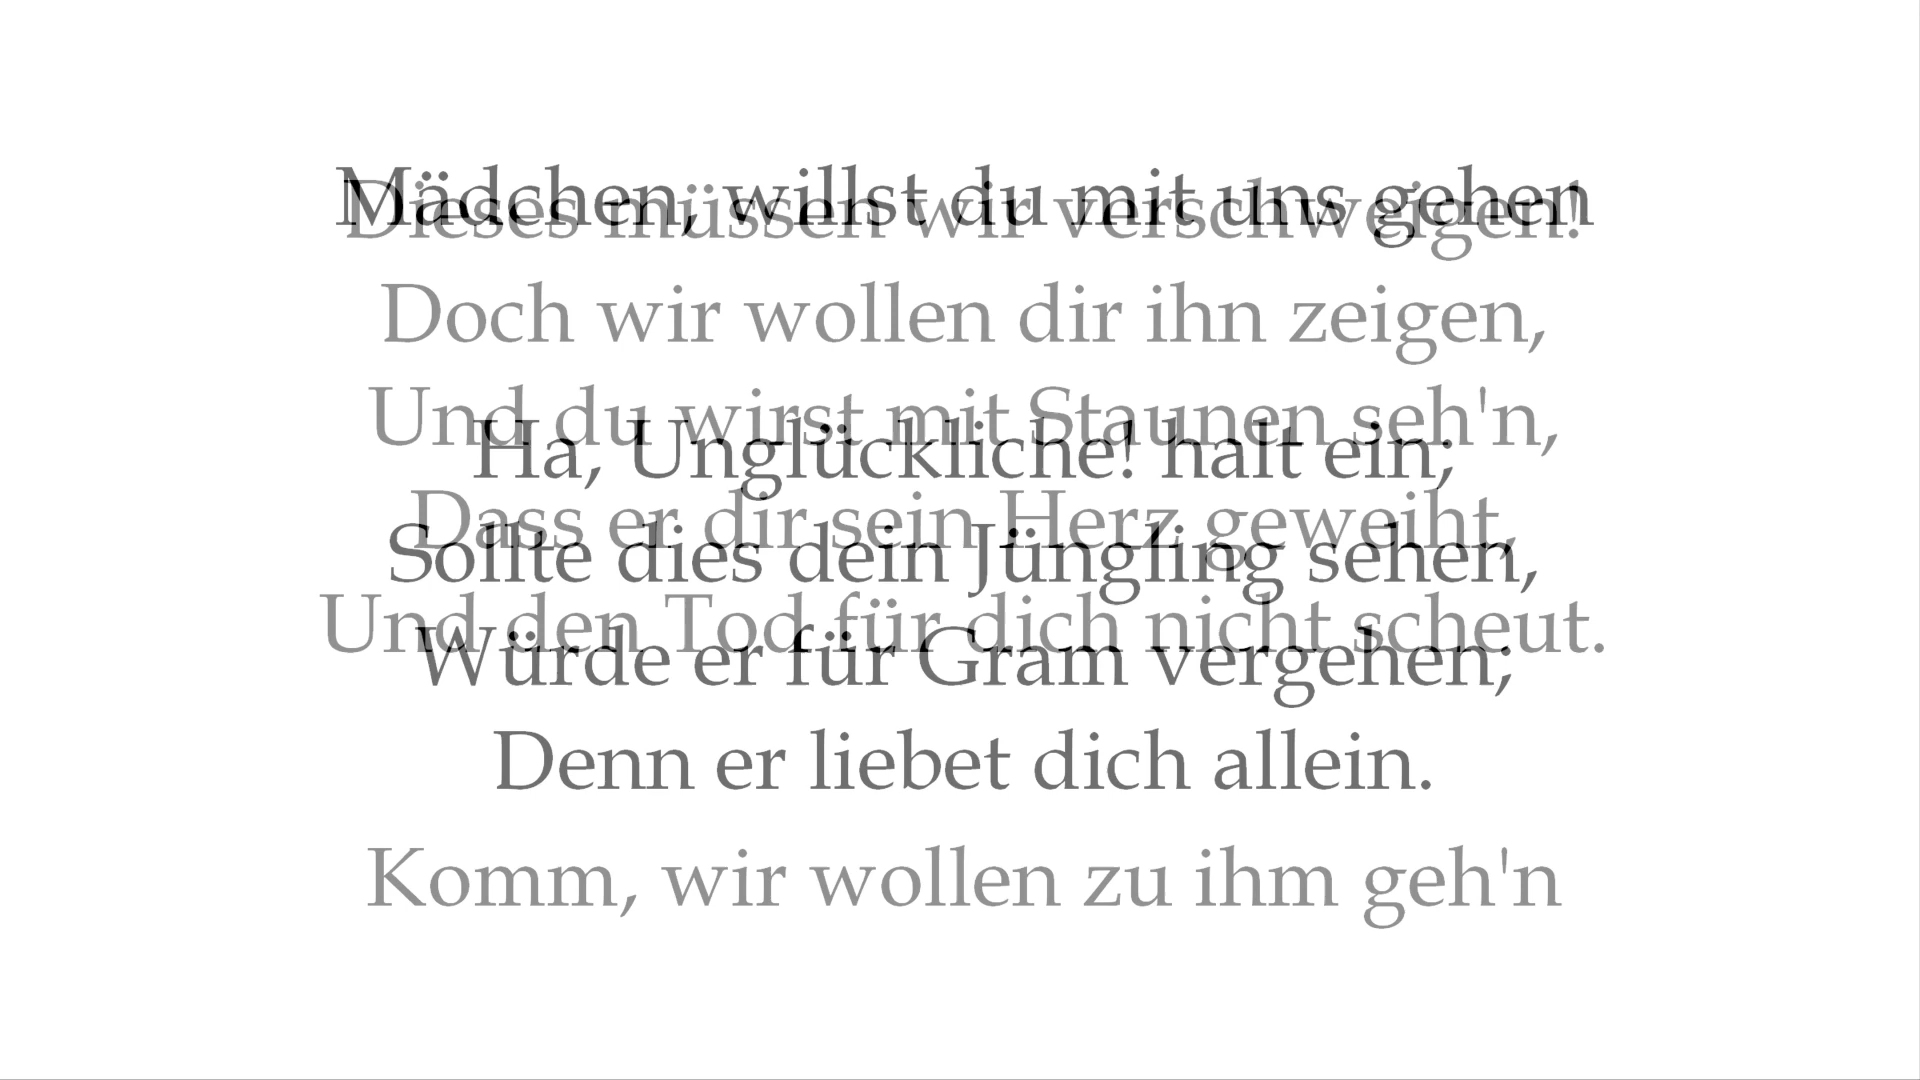 Mädchen, willst du mit uns gehen
Dieses müssen wir verschweigen!
Doch wir wollen dir ihn zeigen,
Und du wirst mit Staunen seh'n,
Ha, Unglückliche! halt ein;
Dass er dir sein Herz geweiht,
Sollte dies dein Jüngling sehen,
Und den Tod für dich nicht scheut.
Würde er für Gram vergehen;
Denn er liebet dich allein.
Komm, wir wollen zu ihm geh'n